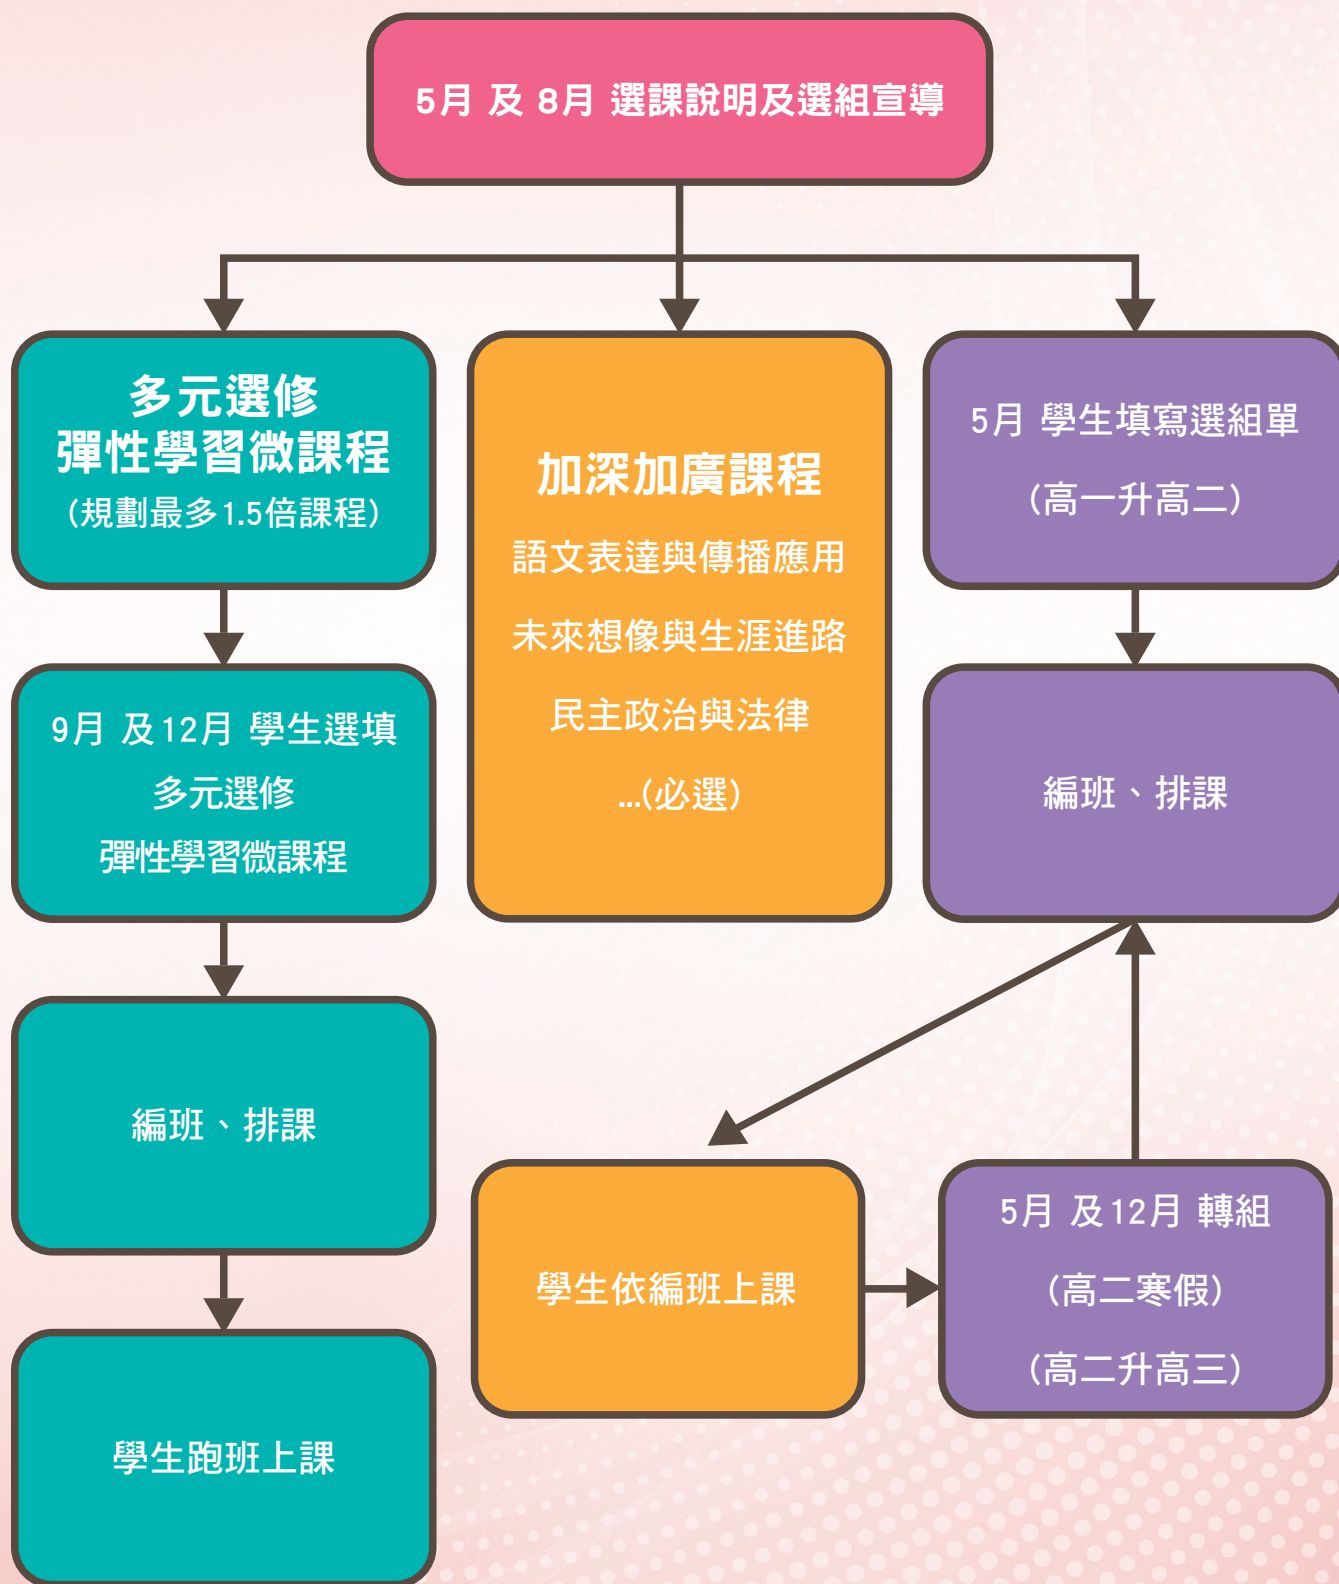 5月 及 8月 選課說明及選組宣導
多元選修
彈性學習微課程
(規劃最多1.5倍課程)
9月 及12月 學生選填
多元選修
彈性學習微課程
編班、排課
學生跑班上課
加深加廣課程
語文表達與傳播應用
未來想像與生涯進路
民主政治與法律
...(必選)
5月 學生填寫選組單
(高一升高二)
編班、排課
學生依編班上課
5月 及12月 轉組
(高二寒假)
(高二升高三)